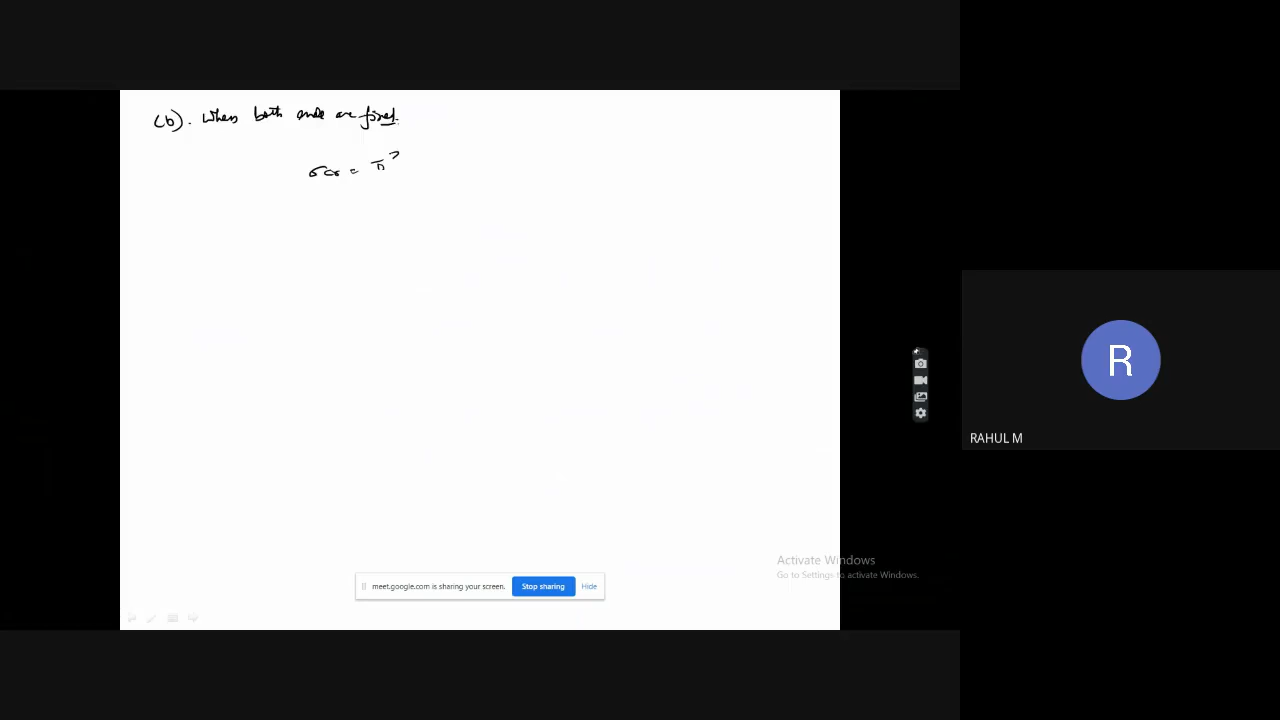 (b). When both ends are fixed.
σcr = π²
meet.google.com is sharing your screen. Stop sharing Hide
Activate Windows
Go to Settings to activate Windows.
R
RAHUL M